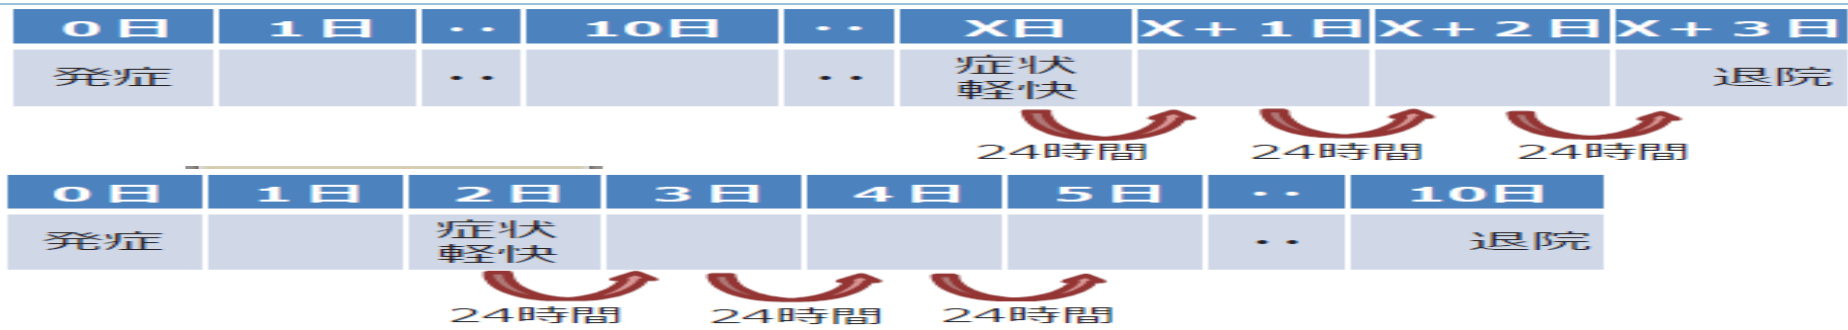 0日 1日 ・・ 10日 ・・ X日 X+1日 X+2日 X+3日
発症 ・・ ・・ 症状 退院
軽快
24時間 24時間 24時間
0日 1日 2日 3日 4日 5日 ・・ 10日
発症 症状 ・・ 退院
軽快
24時間 24時間 24時間